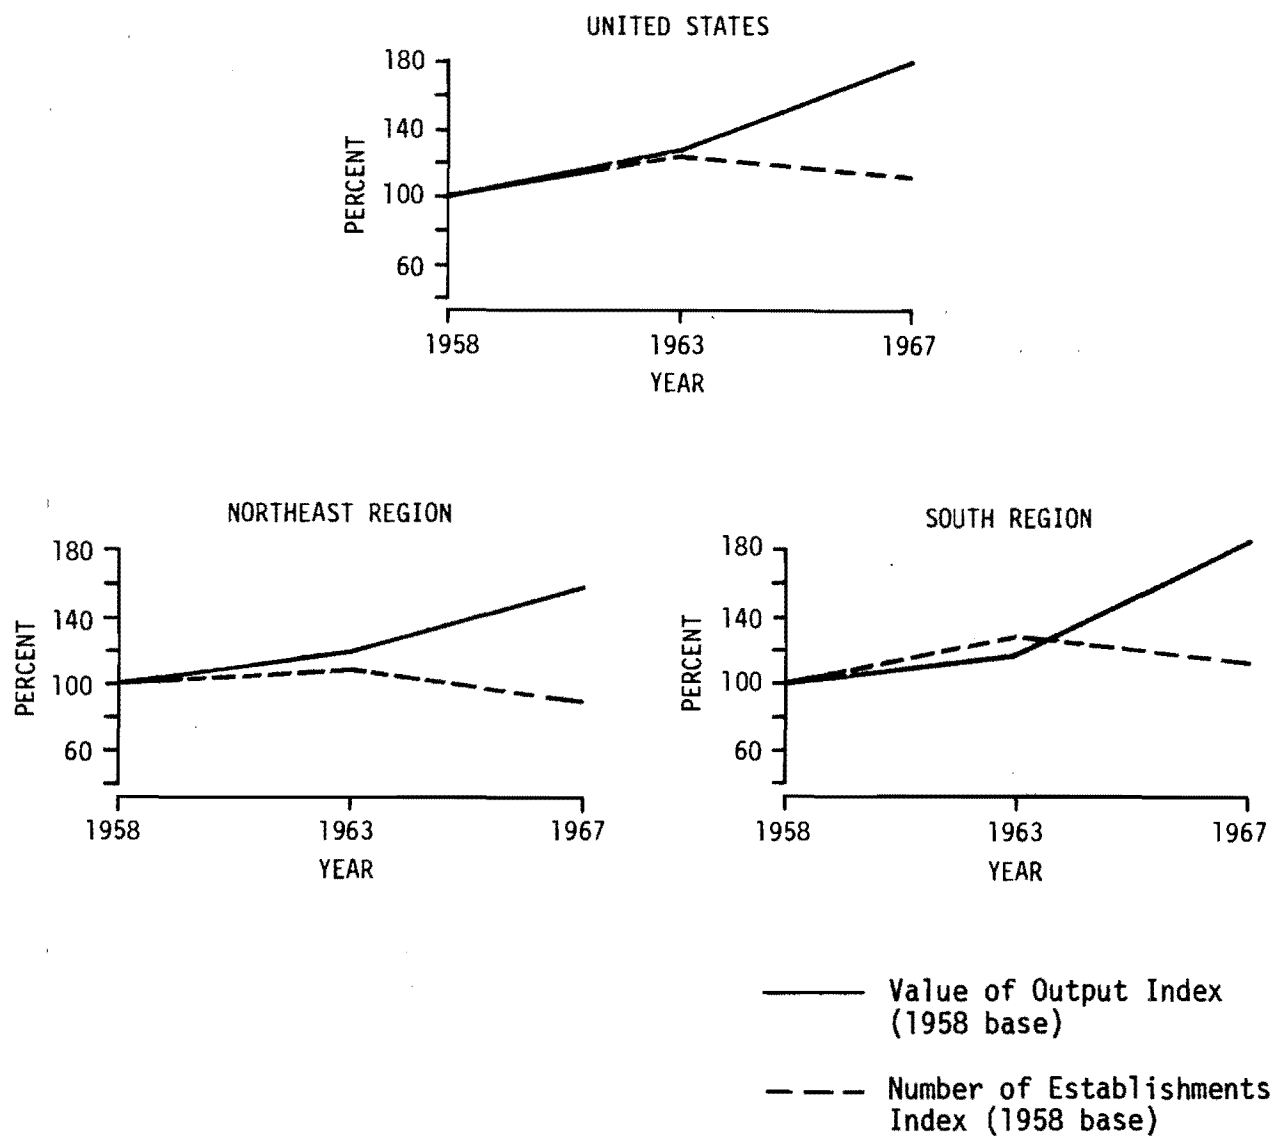 UNITED STATES
180
140
100
60
PERCENT
1958 1963 1967
YEAR
NORTHEAST REGION
180
140
100
60
PERCENT
1958 1963 1967
YEAR
SOUTH REGION
180
140
100
60
PERCENT
1958 1963 1967
YEAR
Value of Output Index
(1958 base)
Number of Establishments
Index (1958 base)